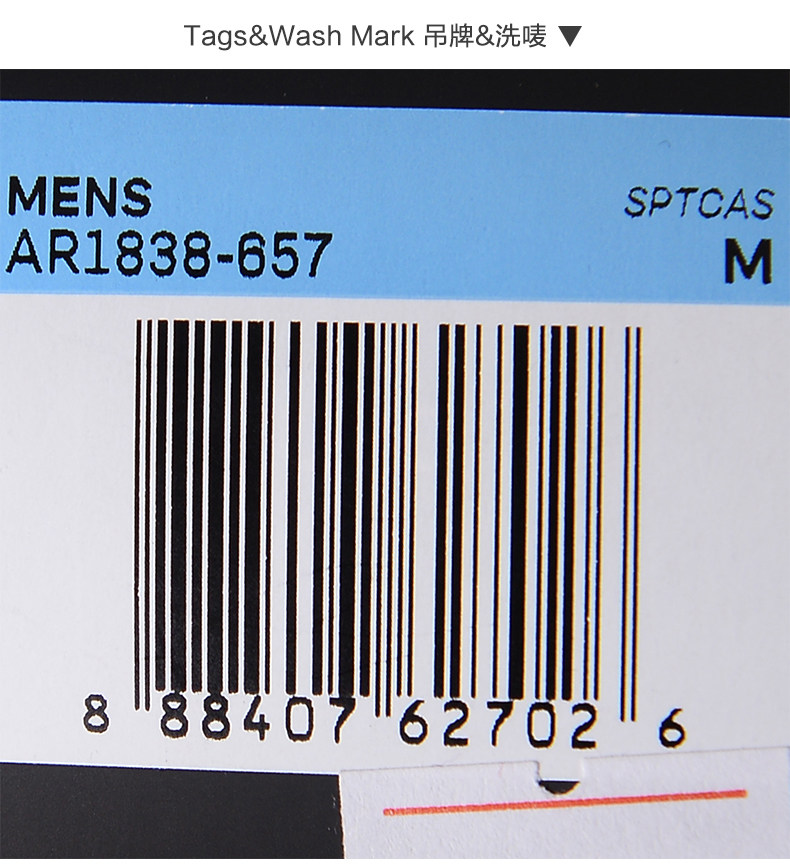 Tags&Wash Mark 吊牌&洗唛 ▼
MENS
SPTCAS
AR1838-657
M
8 88407 62702 6